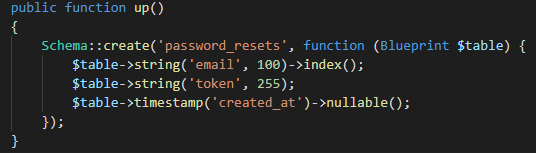 public function up()
{
    Schema::create('password_resets', function (Blueprint $table) {
        $table->string('email', 100)->index();
        $table->string('token', 255);
        $table->timestamp('created_at')->nullable();
    });
}